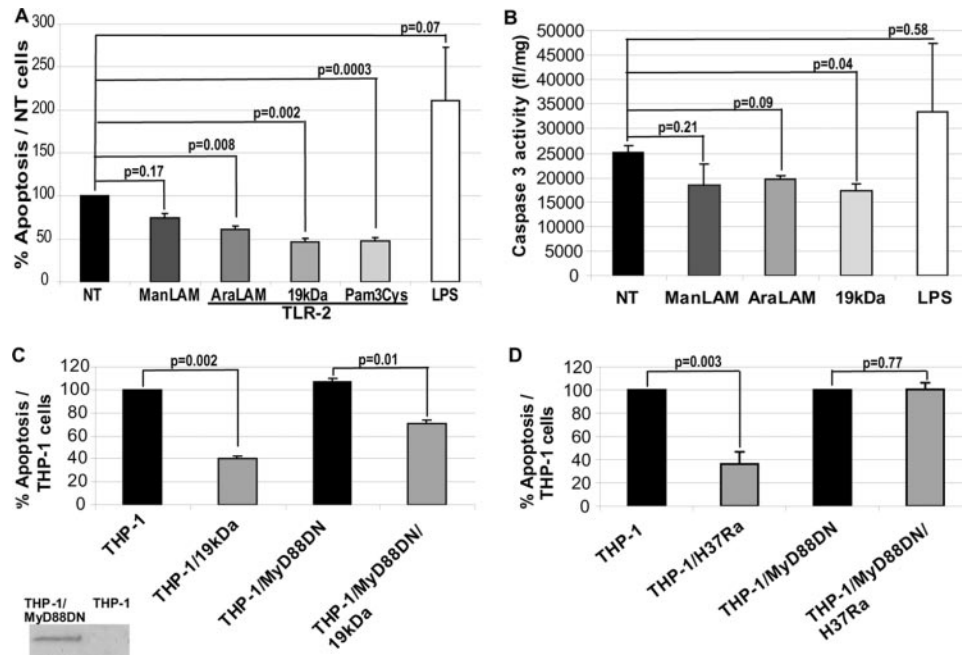 A
% Apoptosis / NT cells
300
250
200
150
100
50
0
p=0.07
p=0.0003
p=0.002
p=0.008
p=0.17
NT ManLAM AraLAM 19kDa Pam3Cys LPS
TLR-2
B
Caspase 3 activity (fl/mg)
50000
45000
40000
35000
30000
25000
20000
15000
10000
5000
0
p=0.58
p=0.04
p=0.09
p=0.21
NT ManLAM AraLAM 19kDa LPS
C
% Apoptosis /
THP-1 cells
120
100
80
60
40
20
0
p=0.002
p=0.01
THP-1
THP-1/19kDa
THP-1/MyD88DN
THP-1/MyD88DN/
19kDa
THP-1/ THP-1
MyD88DN
D
% Apoptosis /
THP-1 cells
120
100
80
60
40
20
0
p=0.003
p=0.77
THP-1
THP-1/H37Ra
THP-1/MyD88DN
THP-1/MyD88DN/
H37Ra